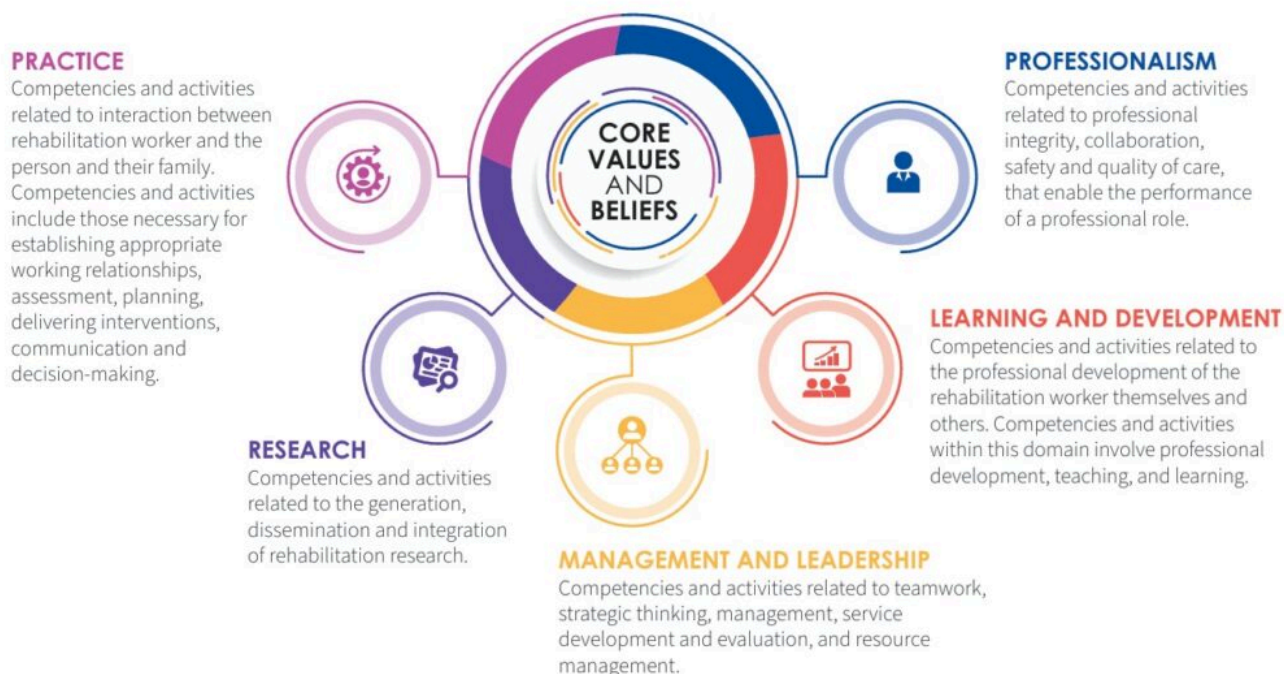 PRACTICE
Competencies and activities
related to interaction between
rehabilitation worker and the
person and their family.
Competencies and activities
include those necessary for
establishing appropriate
working relationships,
assessment, planning,
delivering interventions,
communication and
decision-making.
CORE
VALUES
AND
BELIEFS
PROFESSIONALISM
Competencies and activities
related to professional
integrity, collaboration,
safety and quality of care,
that enable the performance
of a professional role.
RESEARCH
Competencies and activities
related to the generation,
dissemination and integration
of rehabilitation research.
LEARNING AND DEVELOPMENT
Competencies and activities related to
the professional development of the
rehabilitation worker themselves and
others. Competencies and activities
within this domain involve professional
development, teaching, and learning.
MANAGEMENT AND LEADERSHIP
Competencies and activities related to teamwork,
strategic thinking, management, service
development and evaluation, and resource
management.